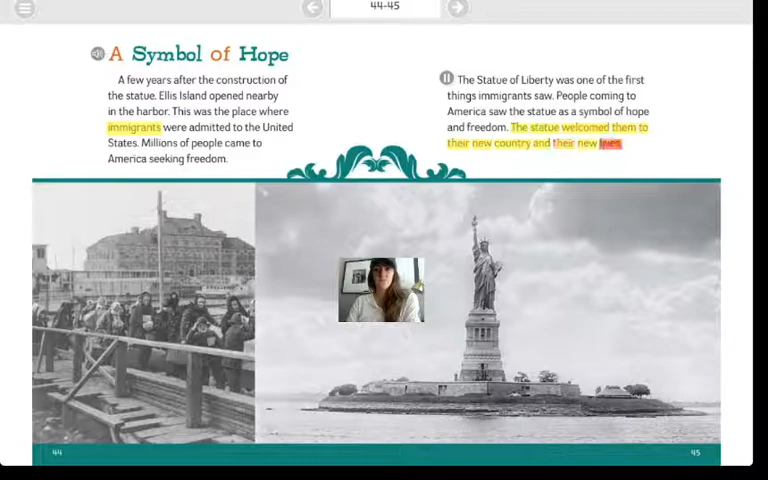 44-45
A Symbol of Hope
A few years after the construction of
the statue. Ellis Island opened nearby
in the harbor. This was the place where
immigrants were admitted to the United
States. Millions of people came to
America seeking freedom.
The Statue of Liberty was one of the first
things immigrants saw. People coming to
America saw the statue as a symbol of hope
and freedom. The statue welcomed them to
their new country and their new lives.
44
45